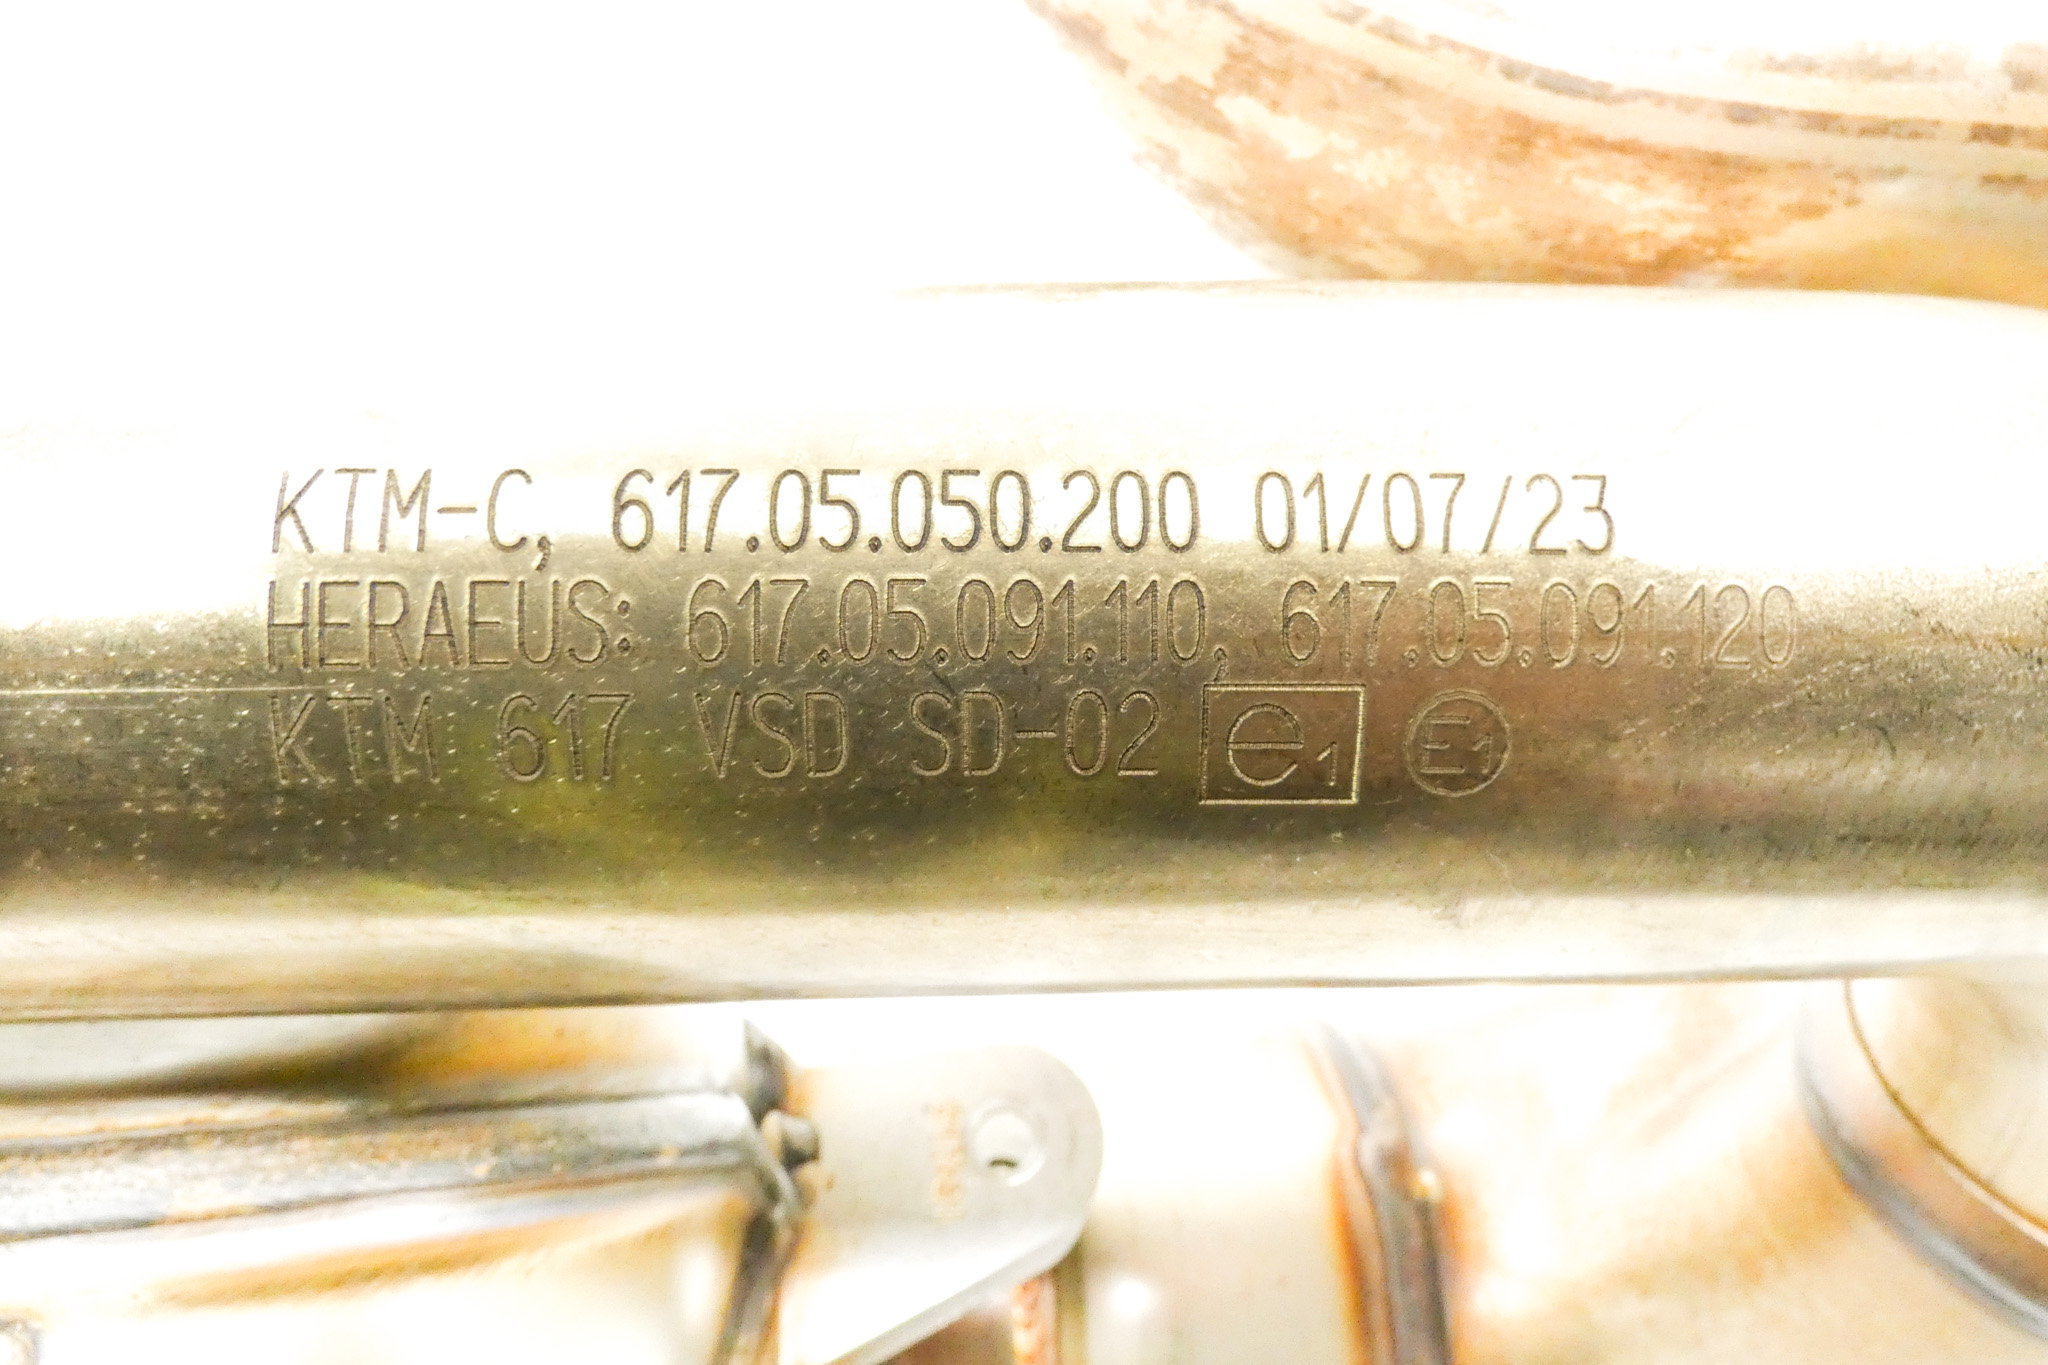 KTM-C, 617.05.050.200 01/07/23
HERAEUS: 617.05.091.110, 617.05.091.120
KTM 617 VSD SD-02 e1 E1